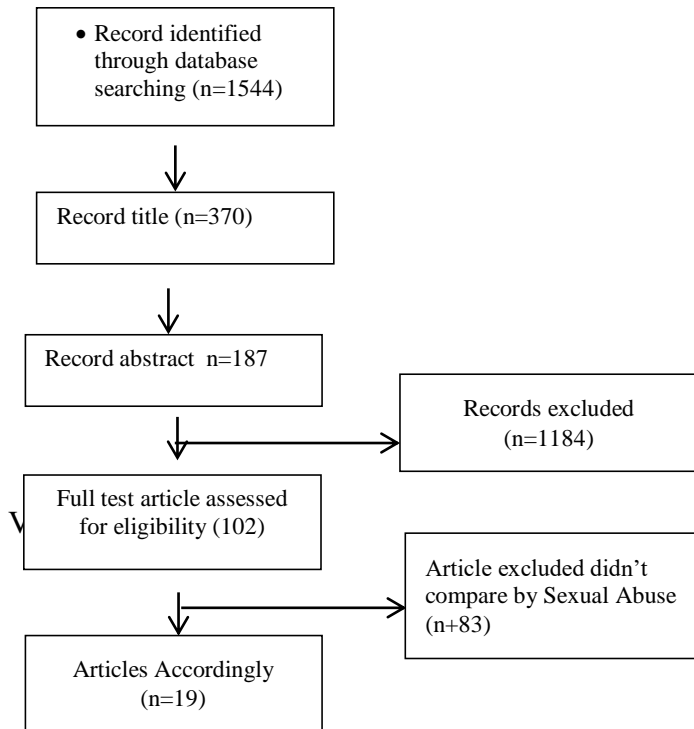 • Record identified
through database
searching (n=1544)
Record title (n=370)
Record abstract n=187
Records excluded
(n=1184)
Full test article assessed
for eligibility (102)
V
Article excluded didn't
compare by Sexual Abuse
(n+83)
Articles Accordingly
(n=19)